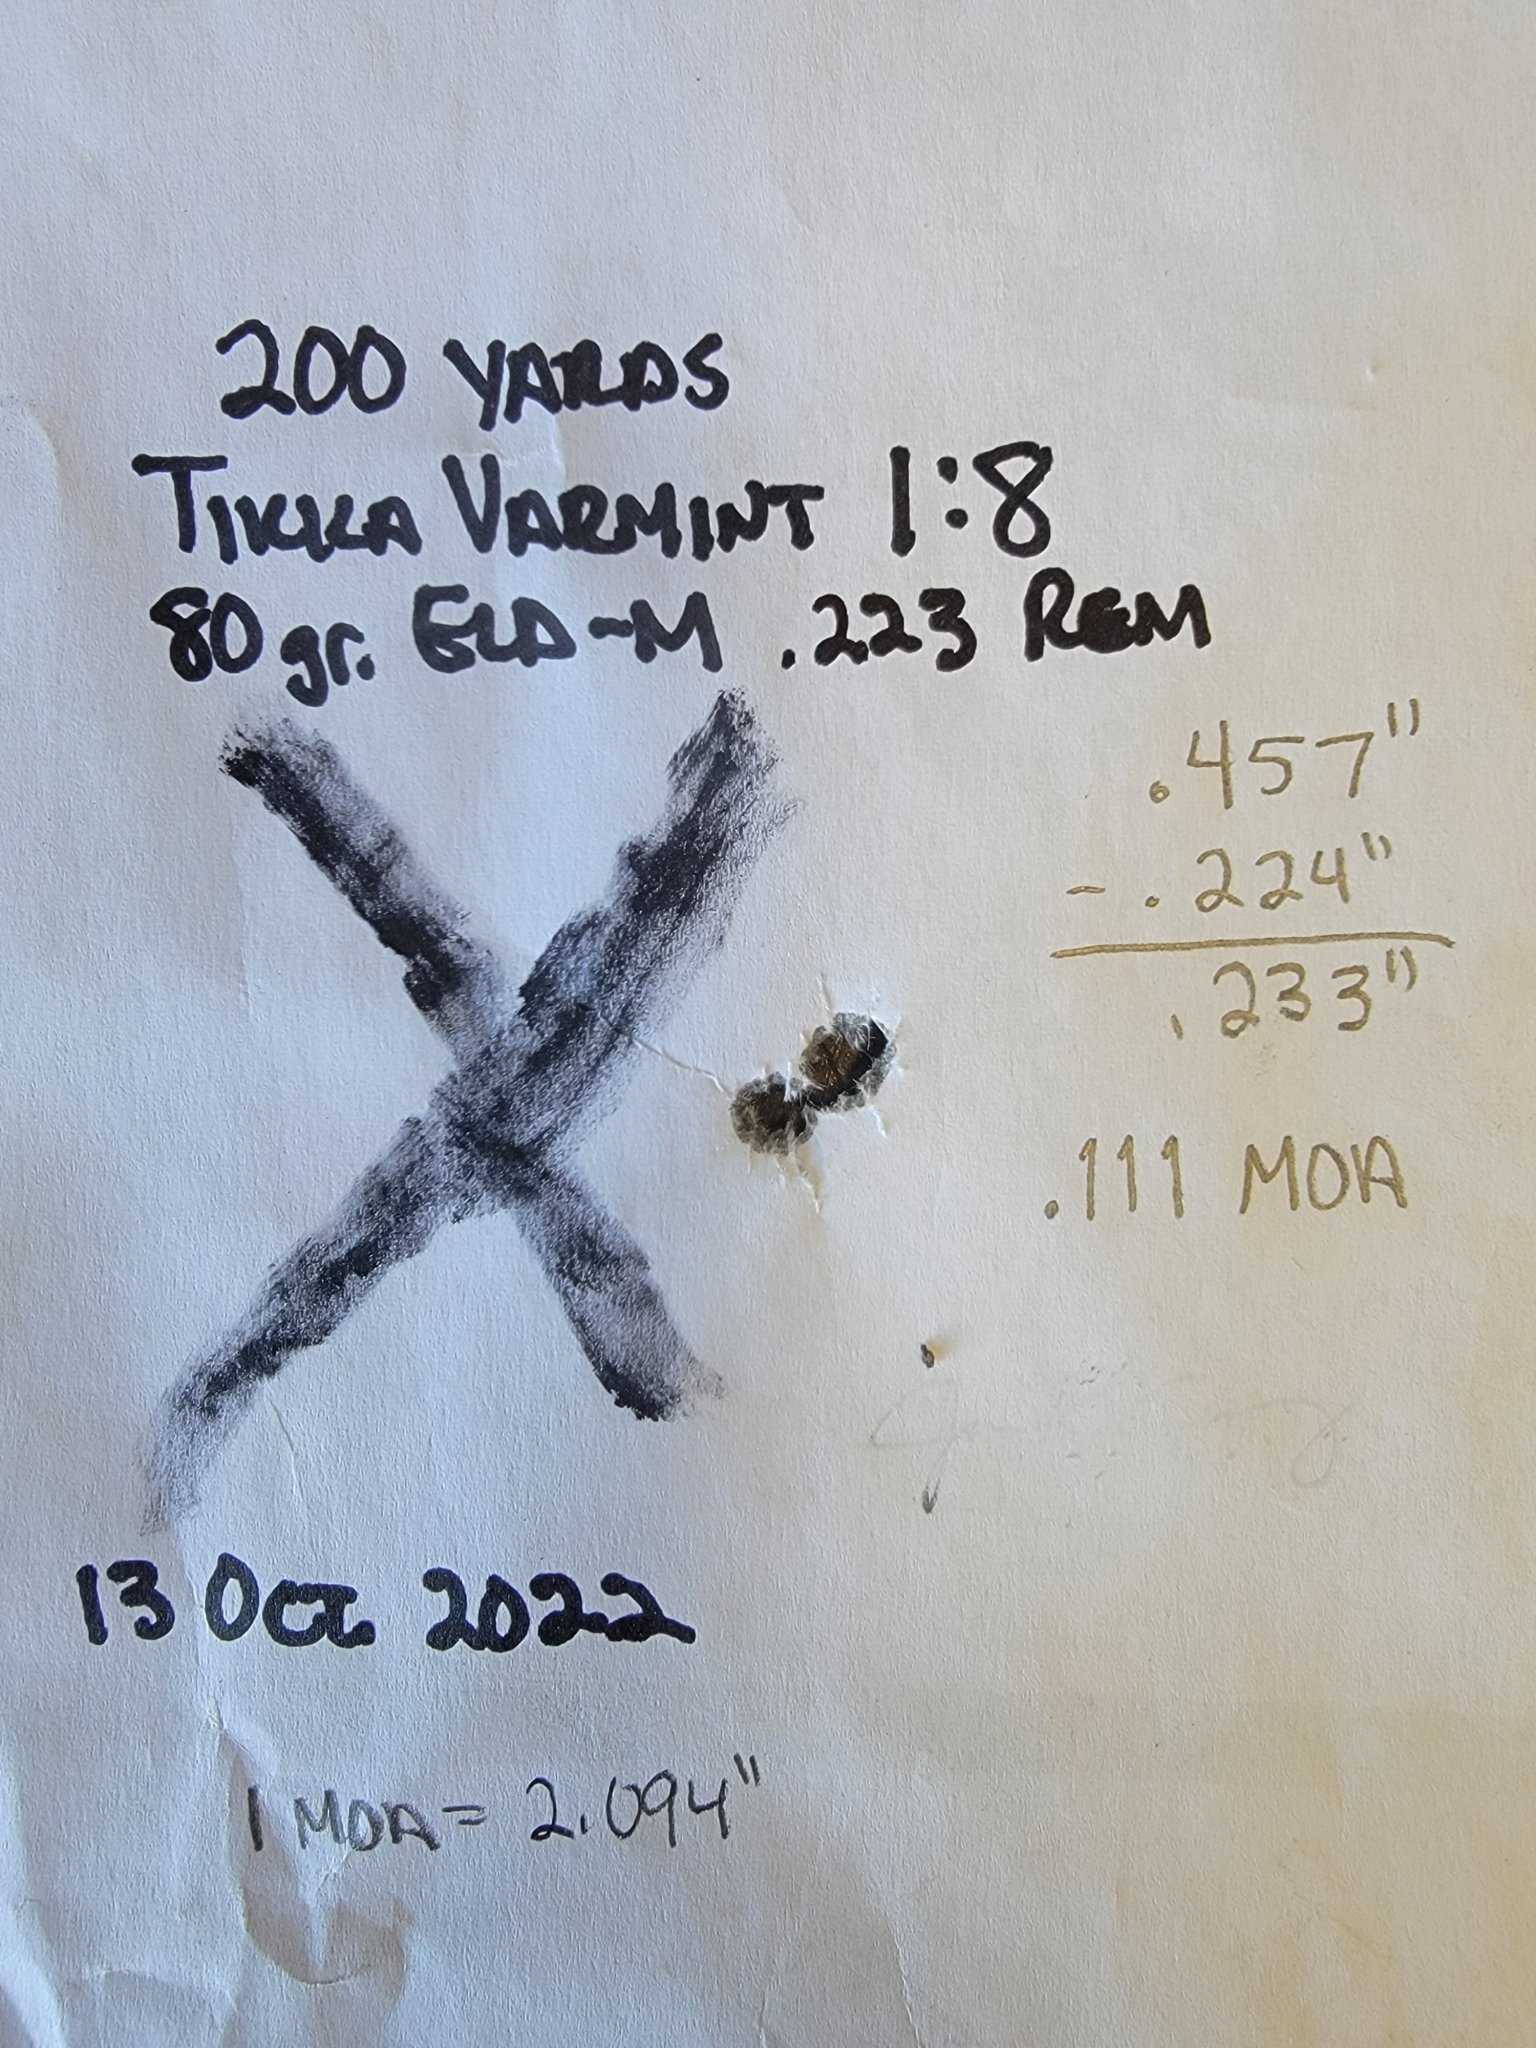 200 YARDS
TIKKA VARMINT 1:8
80 gr. ELD-M .223 REM
.457"
- .224"
.233"
.111 MOA
13 Oct 2022
1 MOA = 2.094"